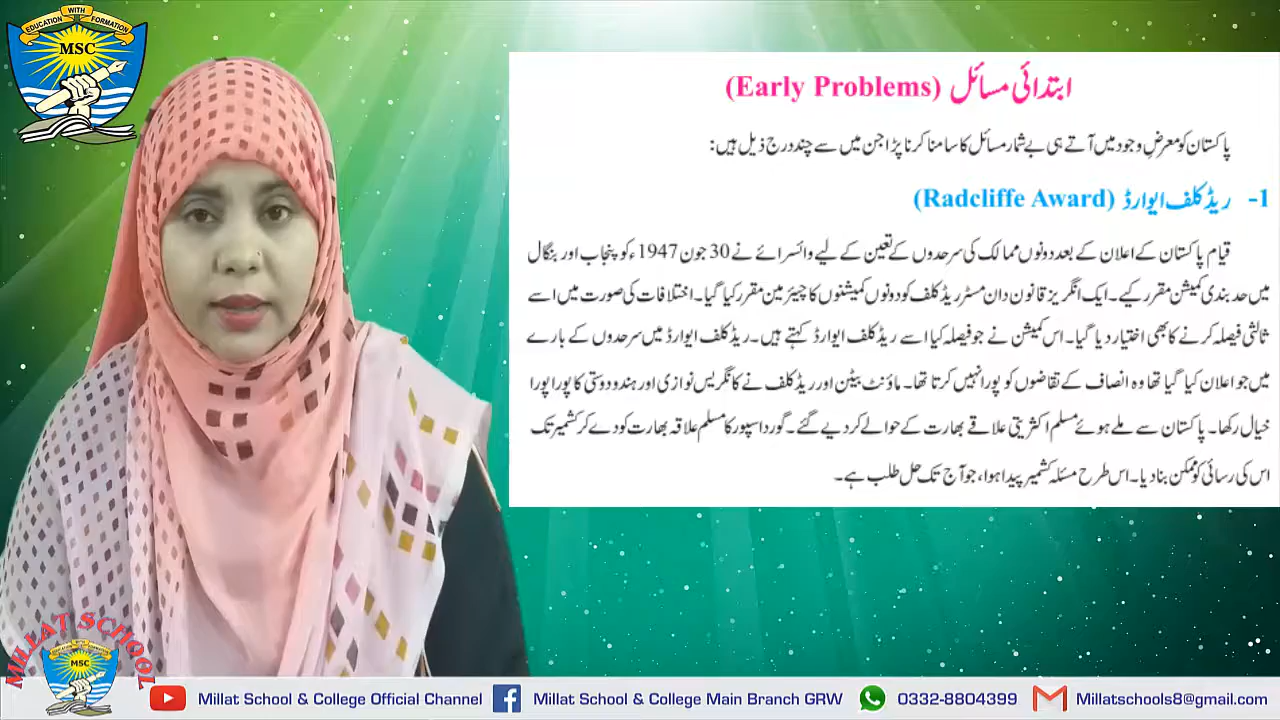 EDUCATION WITH FORMATION
MSC
ابتدائی مسائل (Early Problems)
پاکستان کو معرضِ وجود میں آتے ہی بے شمار مسائل کا سامنا کرنا پڑا جن میں سے چند درج ذیل ہیں:
1- ریڈ کلف ایوارڈ (Radcliffe Award)
قیام پاکستان کے اعلان کے بعد دونوں ممالک کی سرحدوں کے تعین کے لیے وائسرائے نے 30 جون 1947ء کو پنجاب اور بنگال
میں حد بندی کمیشن مقرر کیے۔ ایک انگریز قانون دان مسٹر ریڈ کلف کو دونوں کمیشنوں کا چیئرمین مقرر کیا گیا۔ اختلافات کی صورت میں اسے
ثالثی فیصلہ کرنے کا بھی اختیار دیا گیا۔ اس کمیشن نے جو فیصلہ کیا اسے ریڈ کلف ایوارڈ کہتے ہیں۔ ریڈ کلف ایوارڈ میں سرحدوں کے بارے
میں جو اعلان کیا گیا تھا وہ انصاف کے تقاضوں کو پورا نہیں کرتا تھا۔ ماؤنٹ بیٹن اور ریڈ کلف نے کانگریس نوازی اور ہندو دوستی کا پورا پورا
خیال رکھا۔ پاکستان سے ملے ہوئے مسلم اکثریتی علاقے بھارت کے حوالے کر دیے گئے۔ گورداسپور کا مسلم علاقہ بھارت کو دے کر کشمیر تک
اس کی رسائی کو ممکن بنا دیا۔ اس طرح مسئلہ کشمیر پیدا ہوا، جو آج تک حل طلب ہے۔
MILLAT SCHOOL
MSC
Millat School & College Official Channel
Millat School & College Main Branch GRW
0332-8804399
Millatschools8@gmail.com